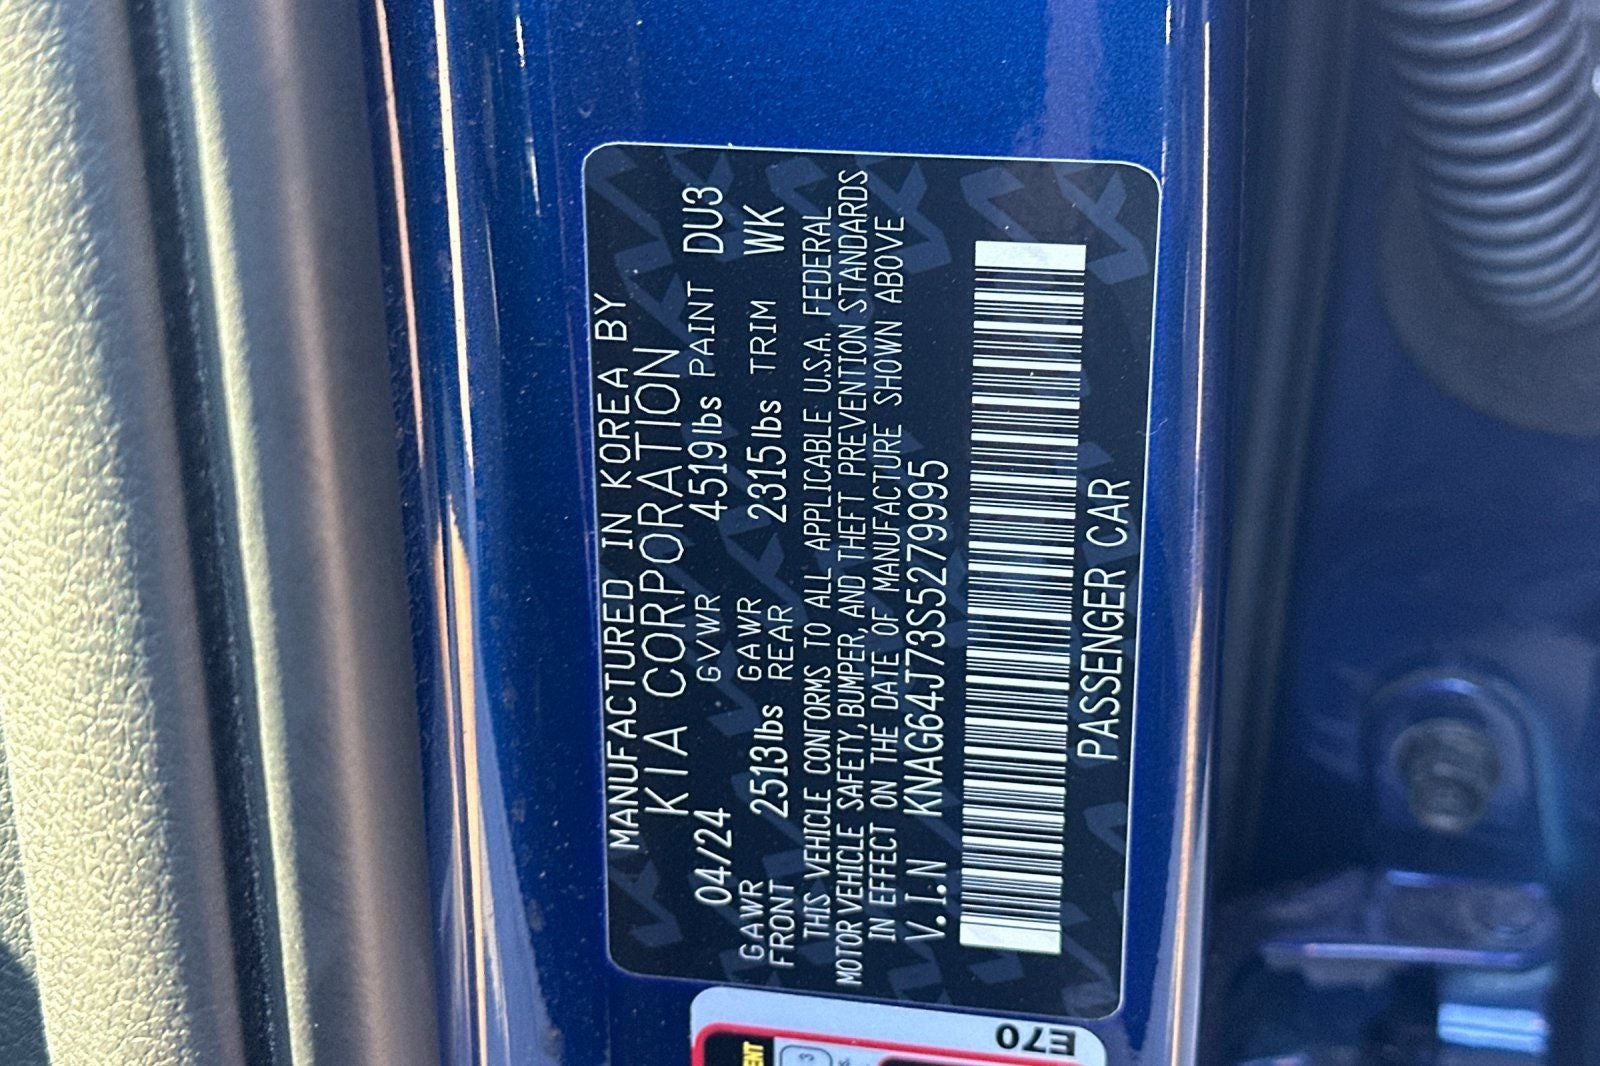 MANUFACTURED IN KOREA BY
KIA CORPORATION
04/24 GVWR 4519lbs PAINT DU3
GAWR FRONT 2513lbs GAWR REAR 2315lbs TRIM WK
THIS VEHICLE CONFORMS TO ALL APPLICABLE U.S.A. FEDERAL
MOTOR VEHICLE SAFETY, BUMPER, AND THEFT PREVENTION STANDARDS
IN EFFECT ON THE DATE OF MANUFACTURE SHOWN ABOVE
V.I.N KNAG64J73S5279995
PASSENGER CAR
E70
3